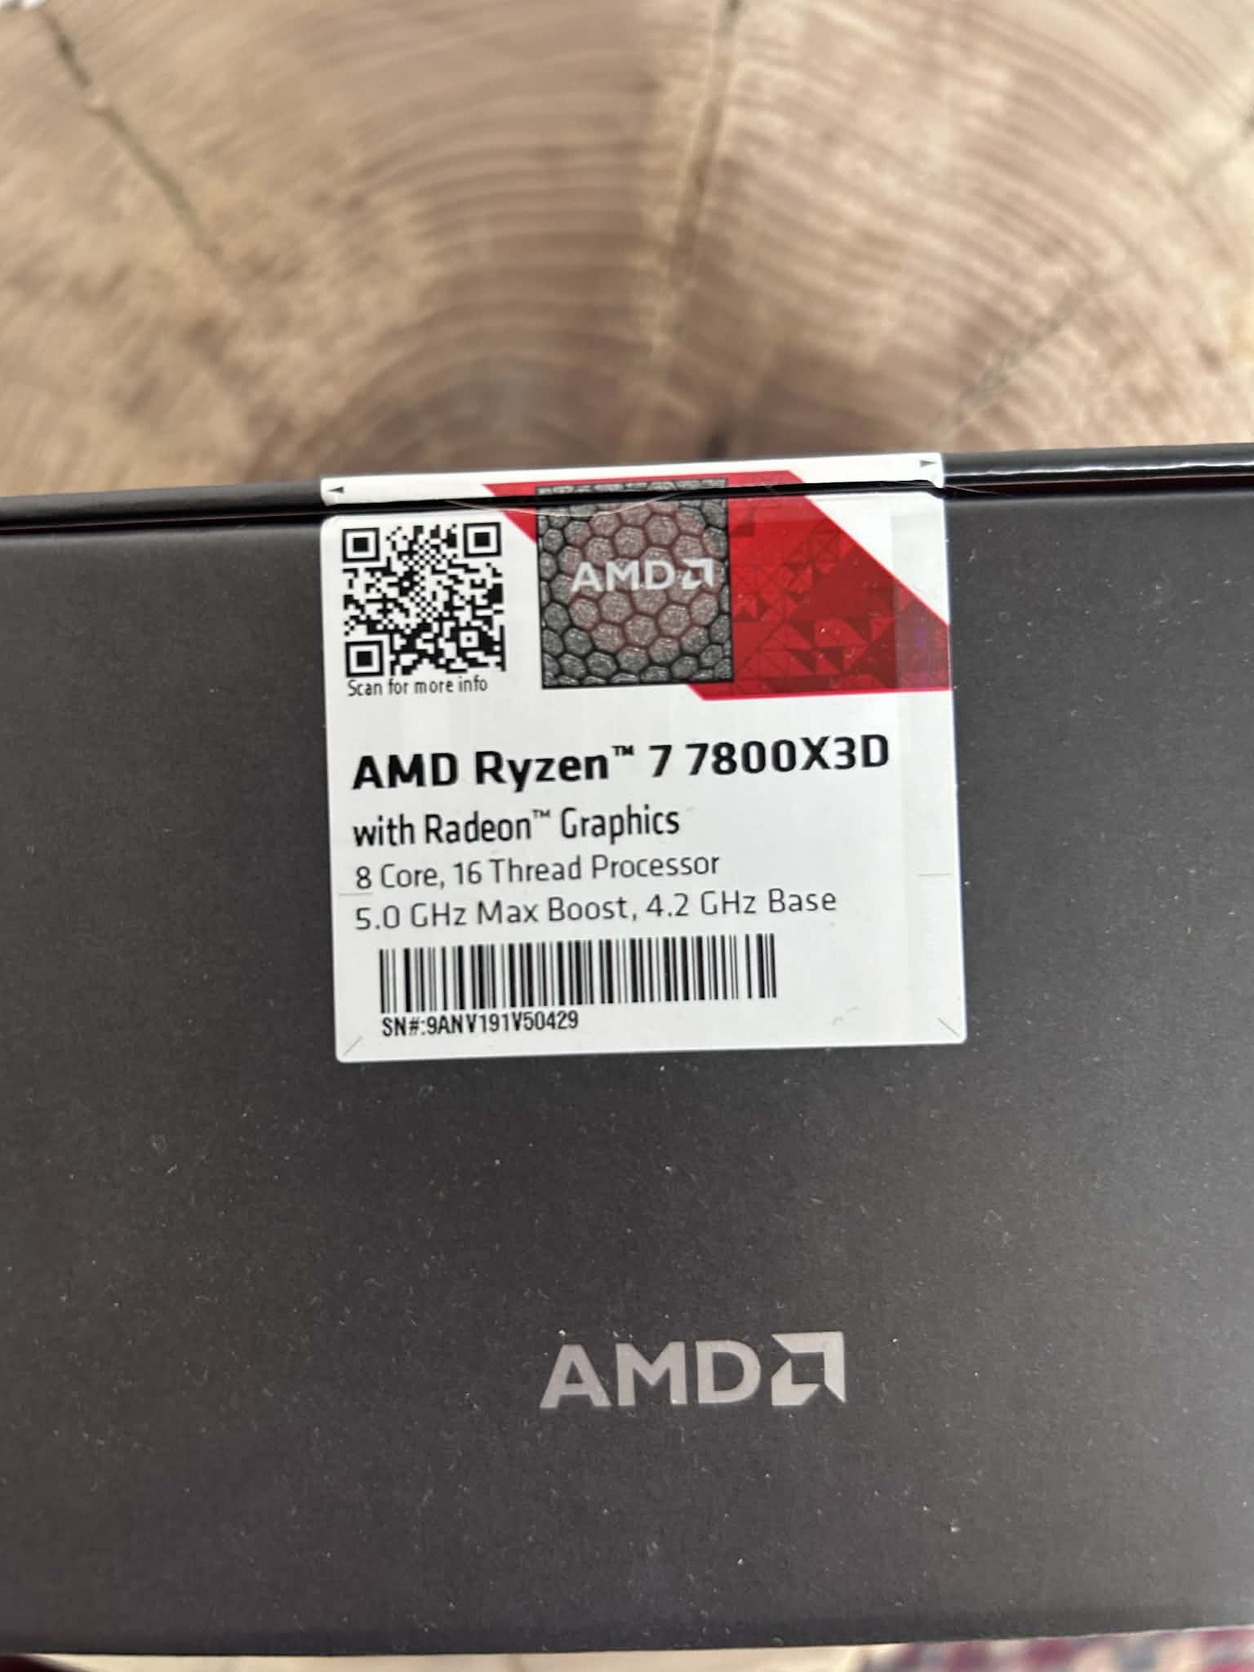 AMD
Scan for more info
AMD Ryzen™ 7 7800X3D
with Radeon™ Graphics
8 Core, 16 Thread Processor
5.0 GHz Max Boost, 4.2 GHz Base
SN#:9ANV191V50429
AMD